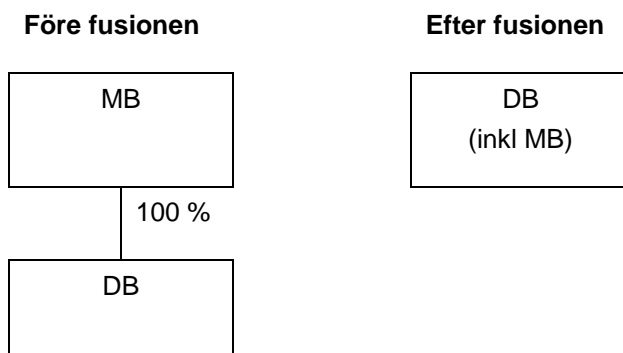 Före fusionen
Efter fusionen
MB
DB
(inkl MB)
100 %
DB